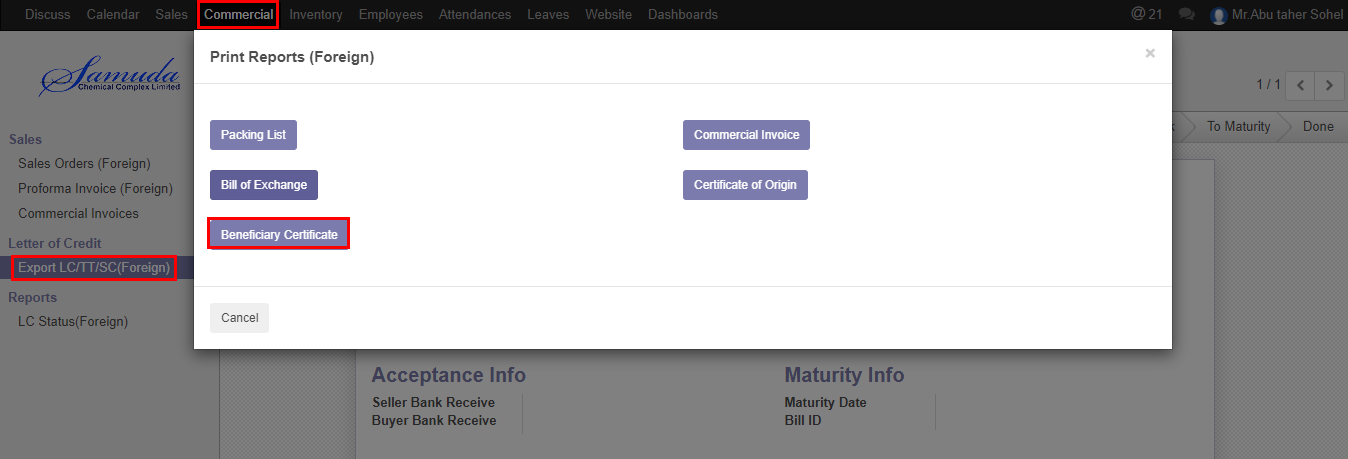 Discuss Calendar Sales Commercial Inventory Employees Attendances Leaves Website Dashboards @ 21 Mr.Abu taher Sohel
Samuda
Chemical Complex Limited
Print Reports (Foreign) ×
1 / 1
To Maturity Done
Packing List Commercial Invoice
Bill of Exchange Certificate of Origin
Beneficiary Certificate
Cancel
Sales
Sales Orders (Foreign)
Proforma Invoice (Foreign)
Commercial Invoices
Letter of Credit
Export LC/TT/SC(Foreign)
Reports
LC Status(Foreign)
Acceptance Info
Seller Bank Receive
Buyer Bank Receive
Maturity Info
Maturity Date
Bill ID